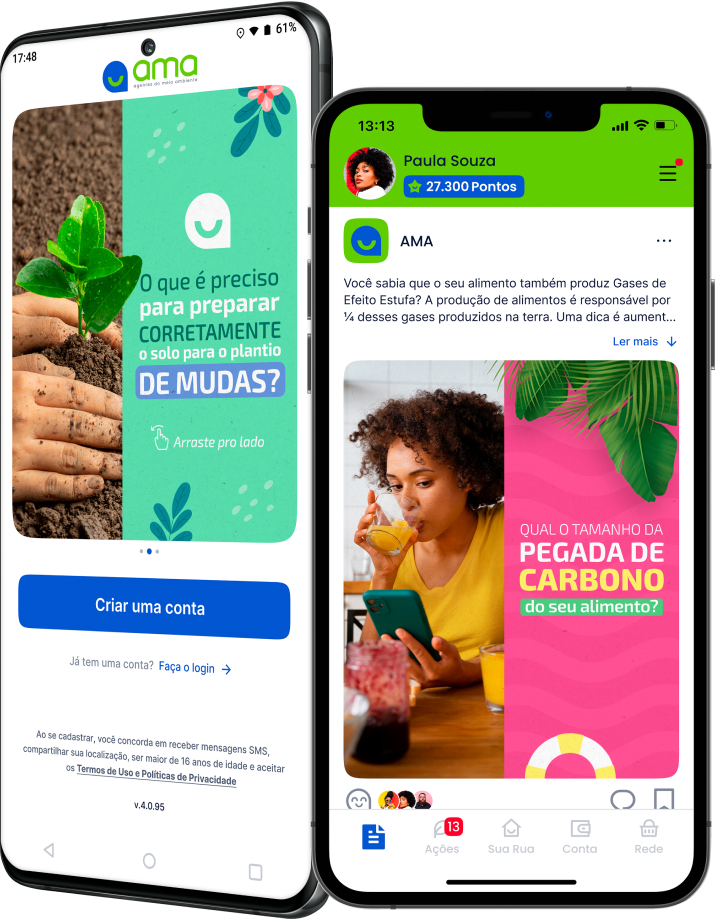 17:48
61%
ama
agentes do meio ambiente
O que é preciso
para preparar
CORRETAMENTE
o solo para o plantio
DE MUDAS?
Arraste pro lado
Criar uma conta
Já tem uma conta? Faça o login
Ao se cadastrar, você concorda em receber mensagens SMS,
compartilhar sua localização, ser maior de 16 anos de idade e aceitar
os Termos de Uso e Políticas de Privacidade
v.4.0.95
13:13
Paula Souza
27.300 Pontos
AMA
Você sabia que o seu alimento também produz Gases de
Efeito Estufa? A produção de alimentos é responsável por
¼ desses gases produzidos na terra. Uma dica é aument...
Ler mais
QUAL O TAMANHO DA
PEGADA DE
CARBONO
do seu alimento?
13
Ações
Sua Rua
Conta
Rede